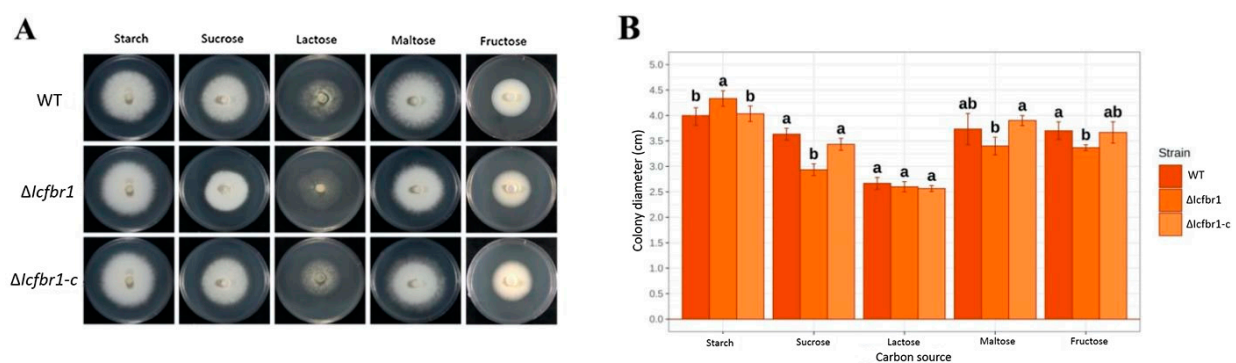 A
Starch Sucrose Lactose Maltose Fructose
WT
Δlcfbr1
Δlcfbr1-c
B
5.0
4.5
4.0
3.5
3.0
2.5
2.0
1.5
1.0
0.5
0.0
Colony diameter (cm)
b a b
a b a
a a a
ab b a
a b ab
Starch Sucrose Lactose Maltose Fructose
Carbon source
Strain
WT
Δlcfbr1
Δlcfbr1-c